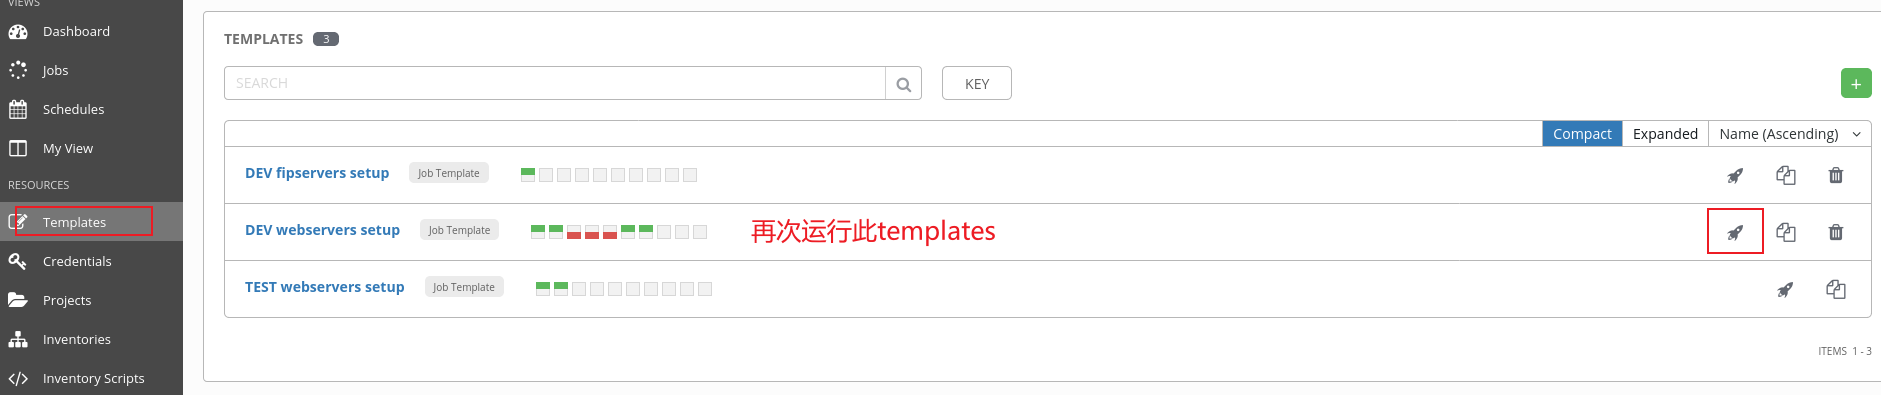 VIEWS
Dashboard
Jobs
Schedules
My View
RESOURCES
Templates
Credentials
Projects
Inventories
Inventory Scripts
TEMPLATES 3
SEARCH
KEY
+
Compact Expanded Name (Ascending)
DEV fipservers setup Job Template
DEV webservers setup Job Template 再次运行此templates
TEST webservers setup Job Template
ITEMS 1 - 3